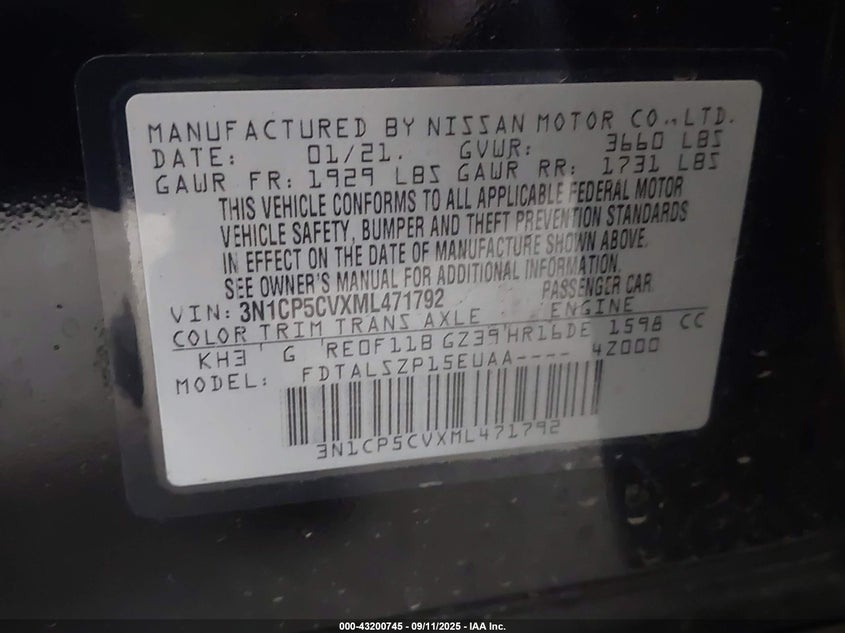 MANUFACTURED BY NISSAN MOTOR CO.,LTD.
DATE: 01/21. GVWR: 3660 LBS
GAWR FR: 1929 LBS GAWR RR: 1731 LBS
THIS VEHICLE CONFORMS TO ALL APPLICABLE FEDERAL MOTOR
VEHICLE SAFETY, BUMPER AND THEFT PREVENTION STANDARDS
IN EFFECT ON THE DATE OF MANUFACTURE SHOWN ABOVE.
SEE OWNER'S MANUAL FOR ADDITIONAL INFORMATION.
VIN: 3N1CP5CVXML471792 PASSENGER CAR
COLOR TRIM TRANS AXLE ENGINE
KH3 G RE0F11B GZ39 HR16DE 1598 CC
MODEL: FDTALSZP15EUAA---- 4Z000
3N1CP5CVXML471792
000-43200745 -- 09/11/2025 -- IAA Inc.